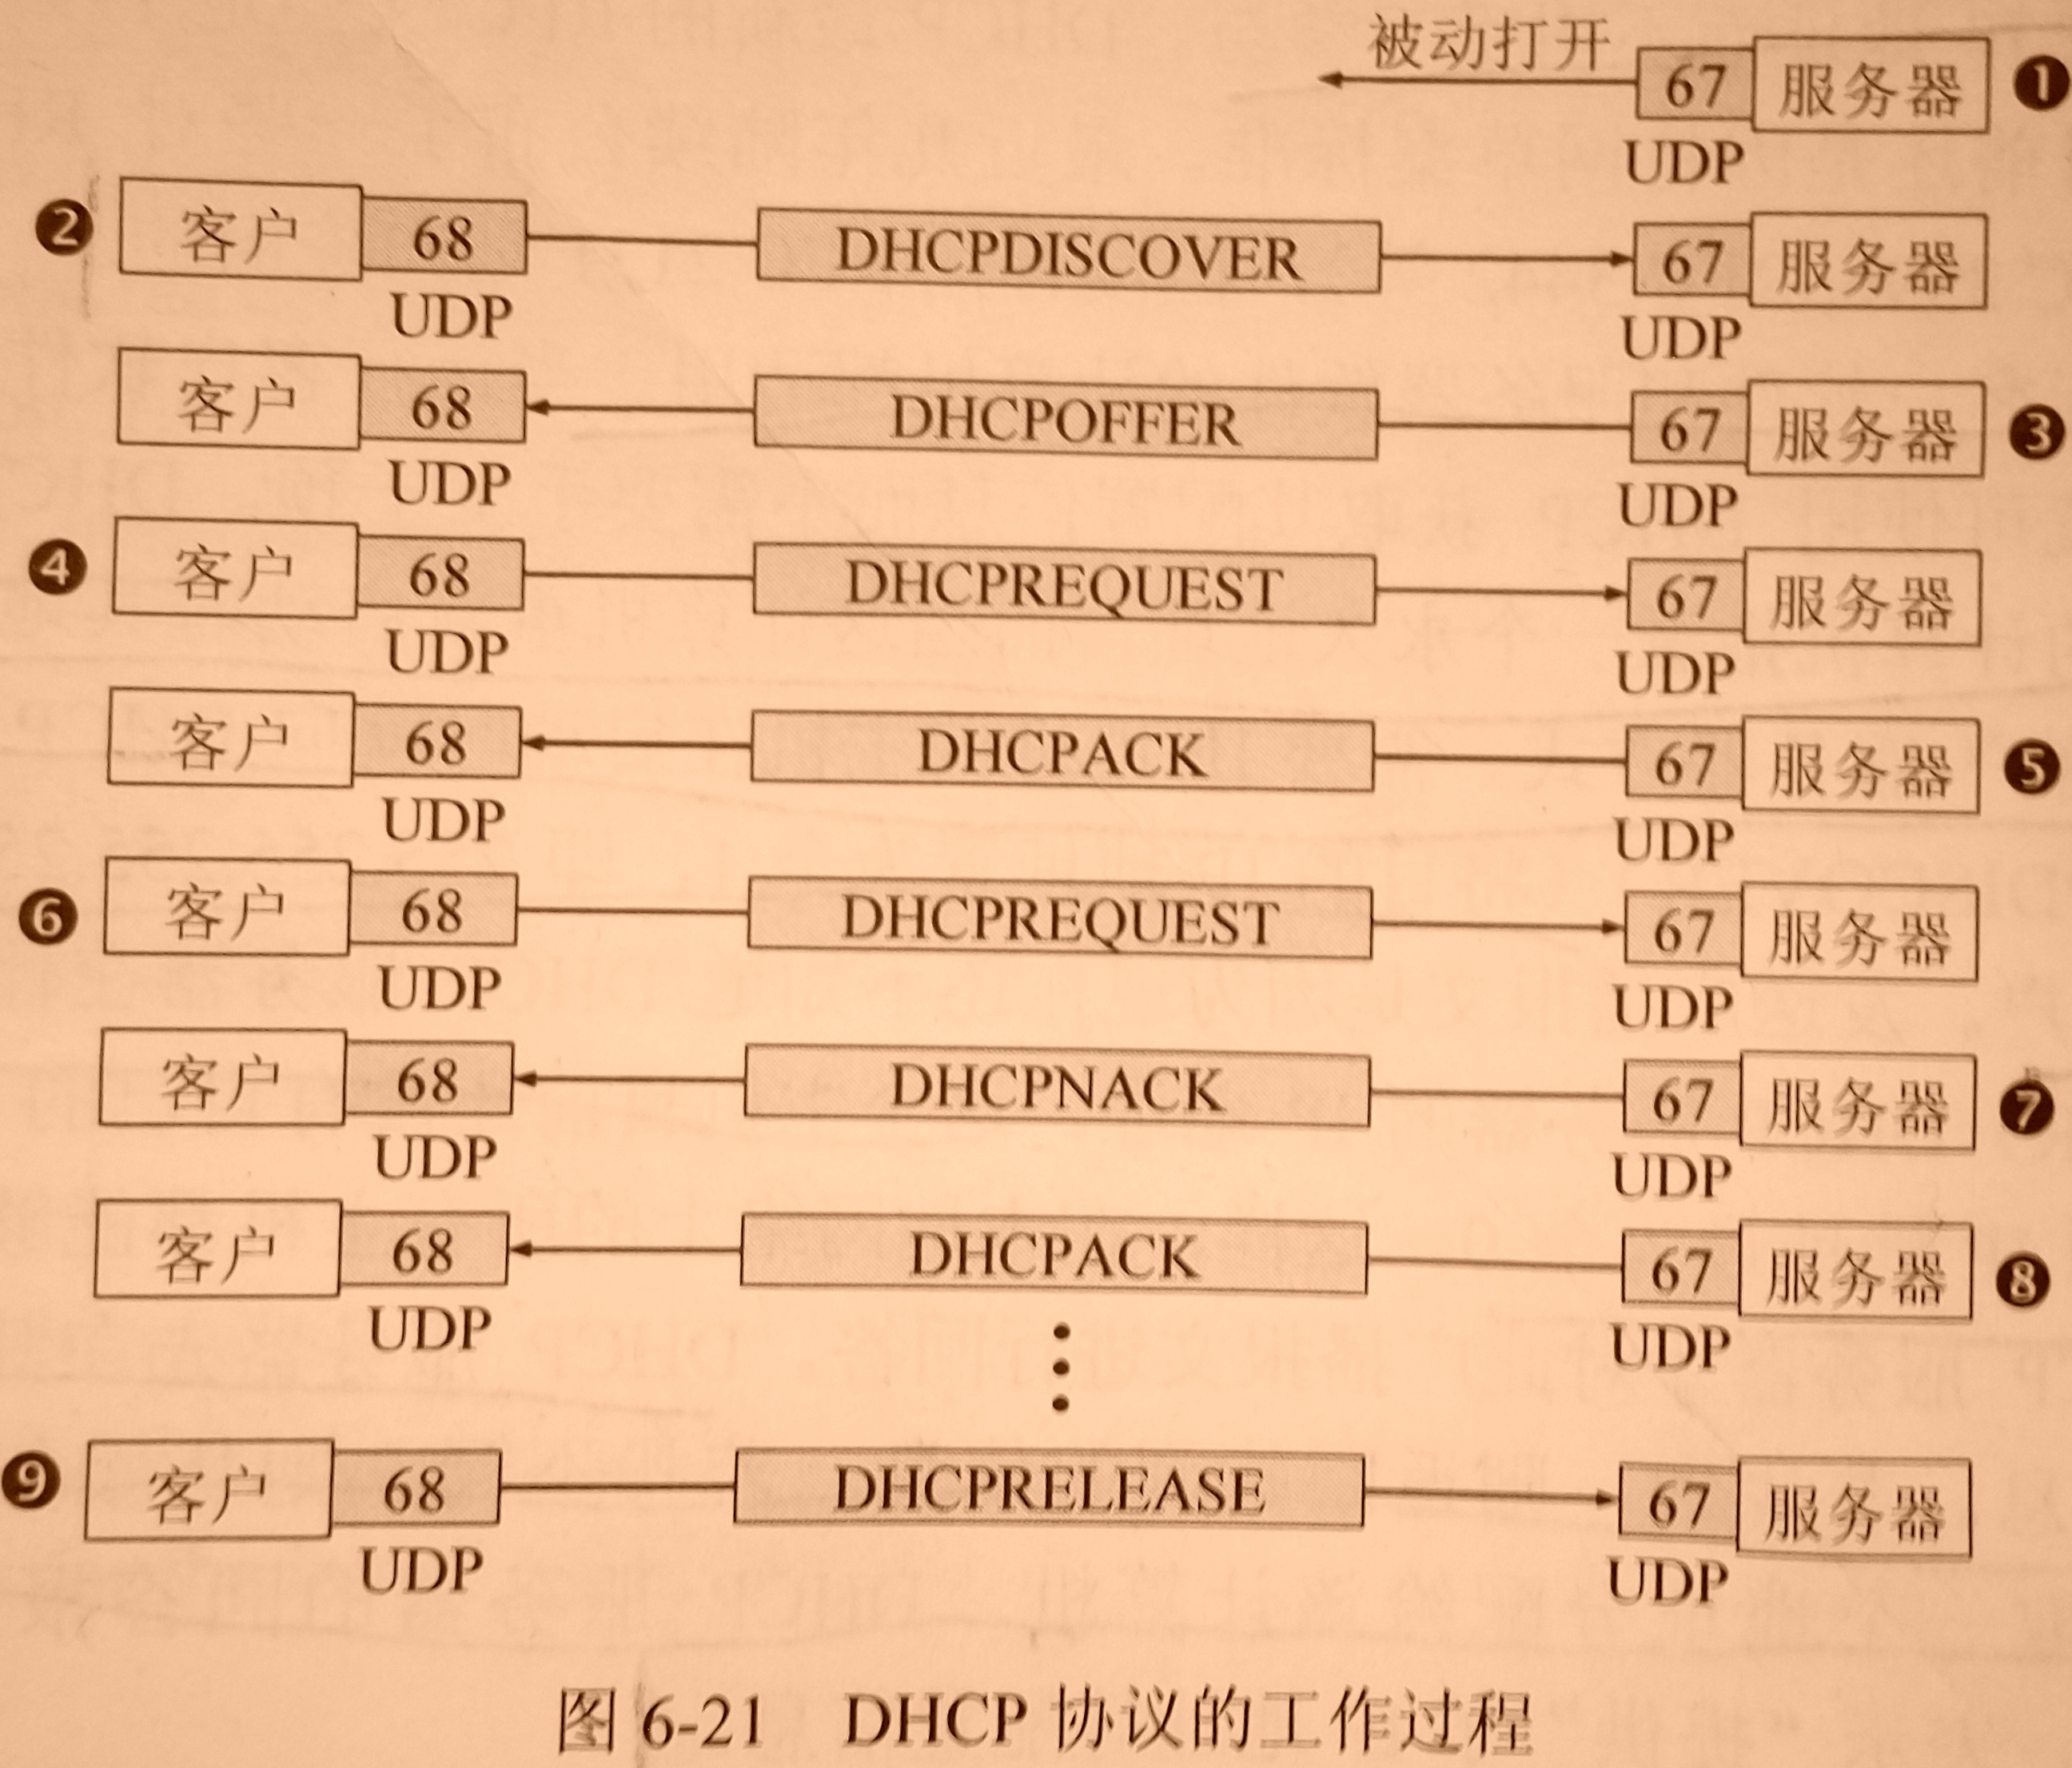 被动打开 67 服务器 ❶
UDP
❷ 客户 68 DHCPDISCOVER 67 服务器
UDP UDP
客户 68 DHCPOFFER 67 服务器 ❸
UDP UDP
❹ 客户 68 DHCPREQUEST 67 服务器
UDP UDP
客户 68 DHCPACK 67 服务器 ❺
UDP UDP
❻ 客户 68 DHCPREQUEST 67 服务器
UDP UDP
客户 68 DHCPNACK 67 服务器 ❼
UDP UDP
客户 68 DHCPACK 67 服务器 ❽
UDP UDP
❾ 客户 68 DHCPRELEASE 67 服务器
UDP UDP
图 6-21 DHCP 协议的工作过程